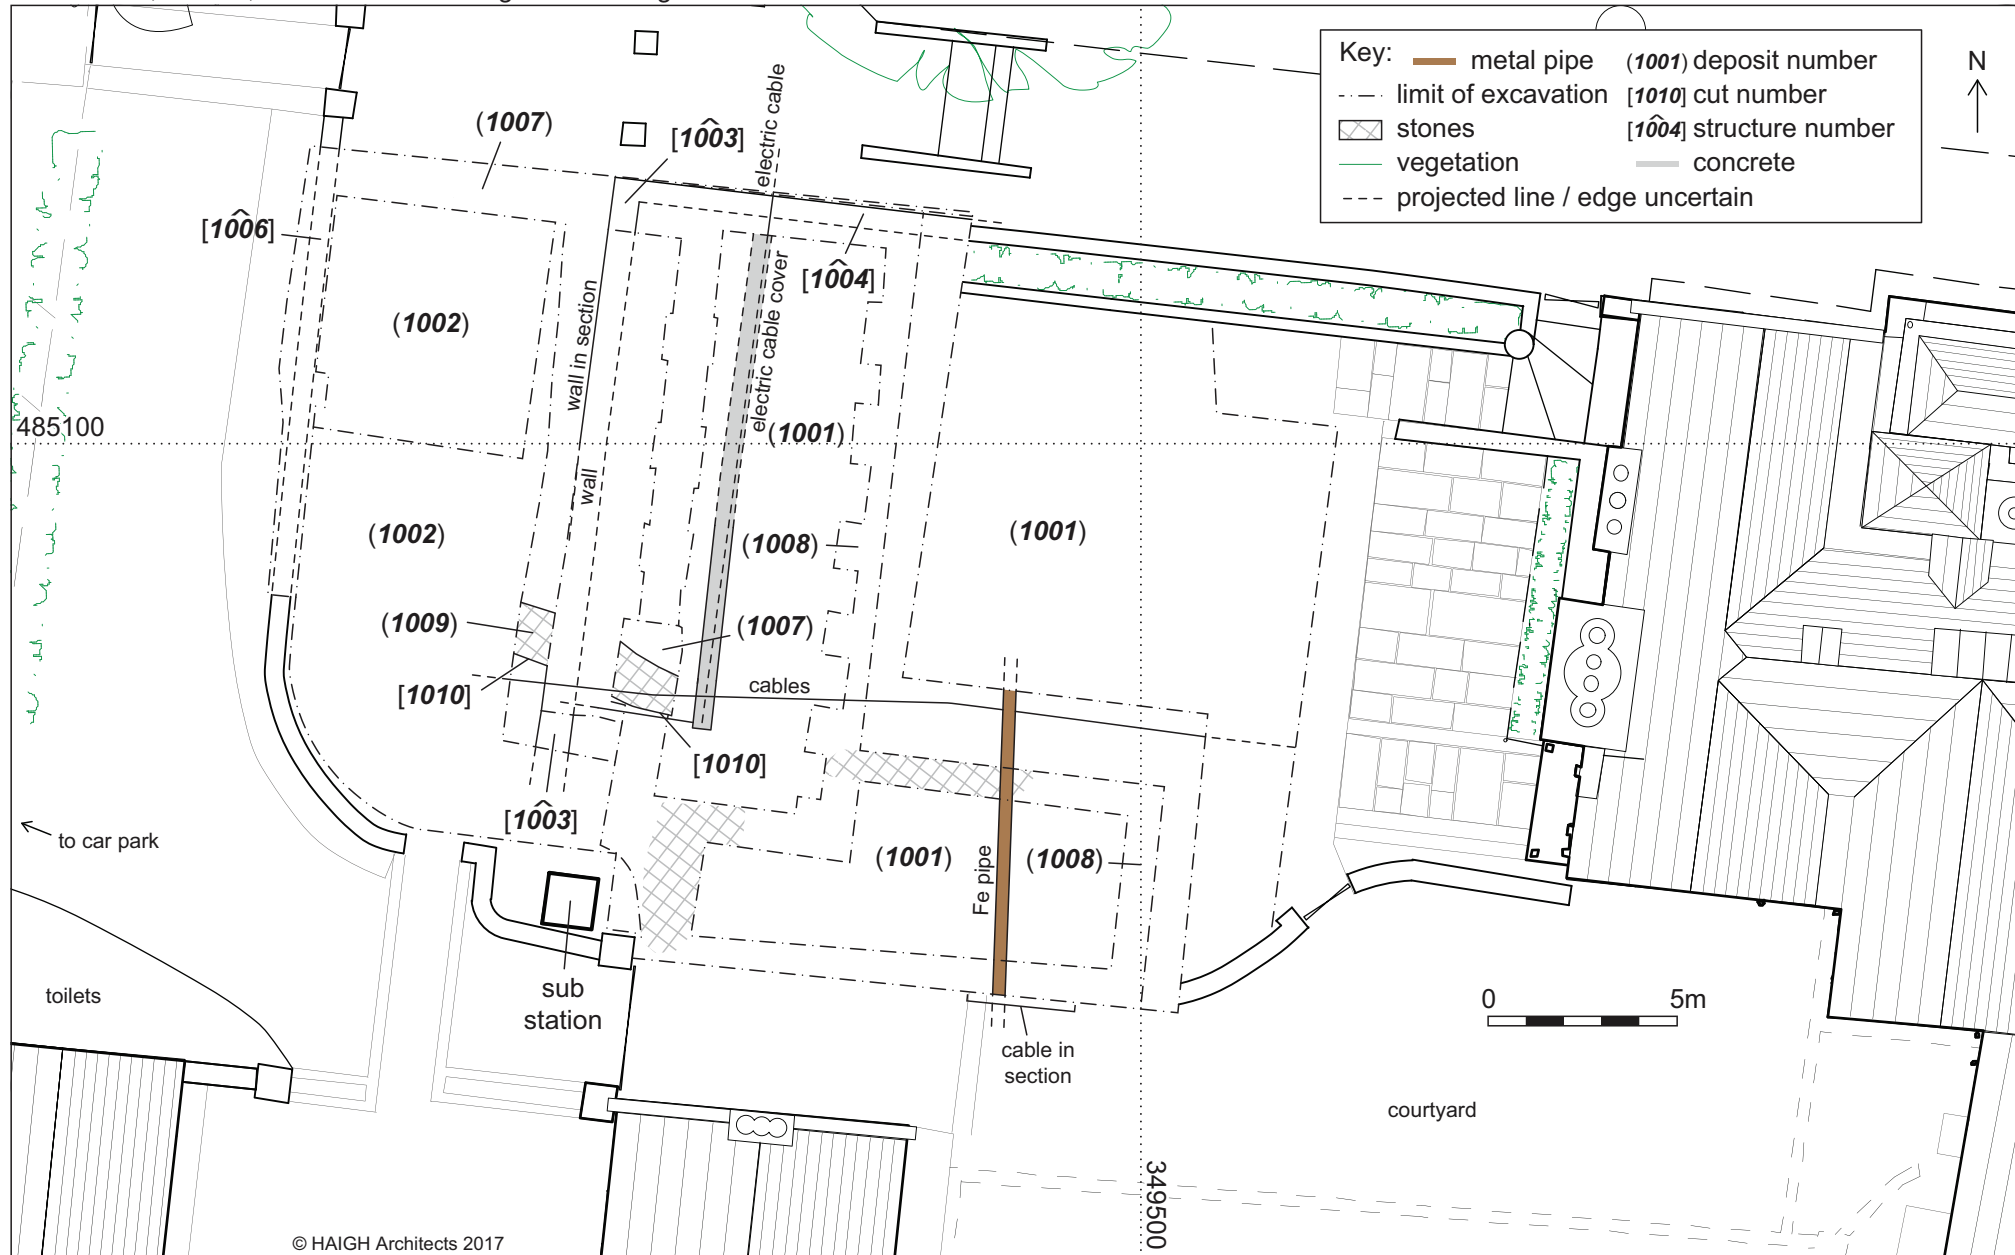 Key:
metal pipe
(1001) deposit number
limit of excavation
[1010] cut number
stones
[1004] structure number
vegetation
concrete
projected line / edge uncertain
N
(1007)
[1003]
electric cable
[1006]
[1004]
(1002)
wall in section
electric cable cover
485100
(1001)
wall
(1002)
(1008)
(1001)
(1009)
(1007)
[1010]
cables
[1010]
[1003]
to car park
(1001)
(1008)
Fe pipe
sub
station
toilets
0 5m
cable in
section
courtyard
349500
© HAIGH Architects 2017